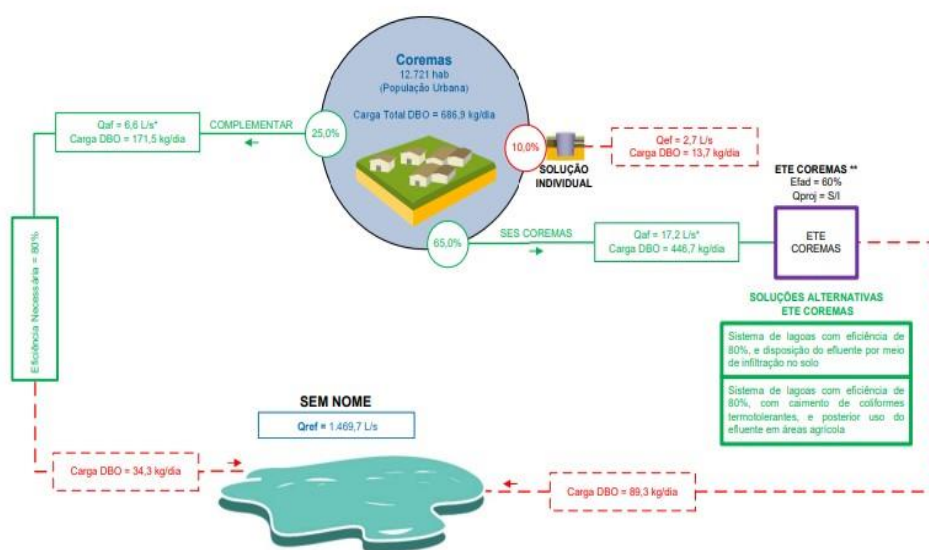 Coremas
12.721 hab
(População Urbana)
Carga Total DBO = 686,9 kg/dia
Qaf = 6,6 L/s*
Carga DBO = 171,5 kg/dia
COMPLEMENTAR
25,0%
10,0%
SOLUÇÃO
INDIVIDUAL
Qef = 2,7 L/s
Carga DBO = 13,7 kg/dia
ETE COREMAS **
Efad = 60%
Qproj = S/I
65,0%
SES COREMAS
Qaf = 17,2 L/s*
Carga DBO = 446,7 kg/dia
ETE
COREMAS
Eficiência Necessária = 80%
SOLUÇÕES ALTERNATIVAS
ETE COREMAS
Sistema de lagoas com eficiência de
80%, e disposição do efluente por meio
de infiltração no solo
Sistema de lagoas com eficiência de
80%, com caimento de coliformes
termotolerantes, e posterior uso do
efluente em áreas agrícola
SEM NOME
Qref = 1.469,7 L/s
Carga DBO = 34,3 kg/dia
Carga DBO = 89,3 kg/dia